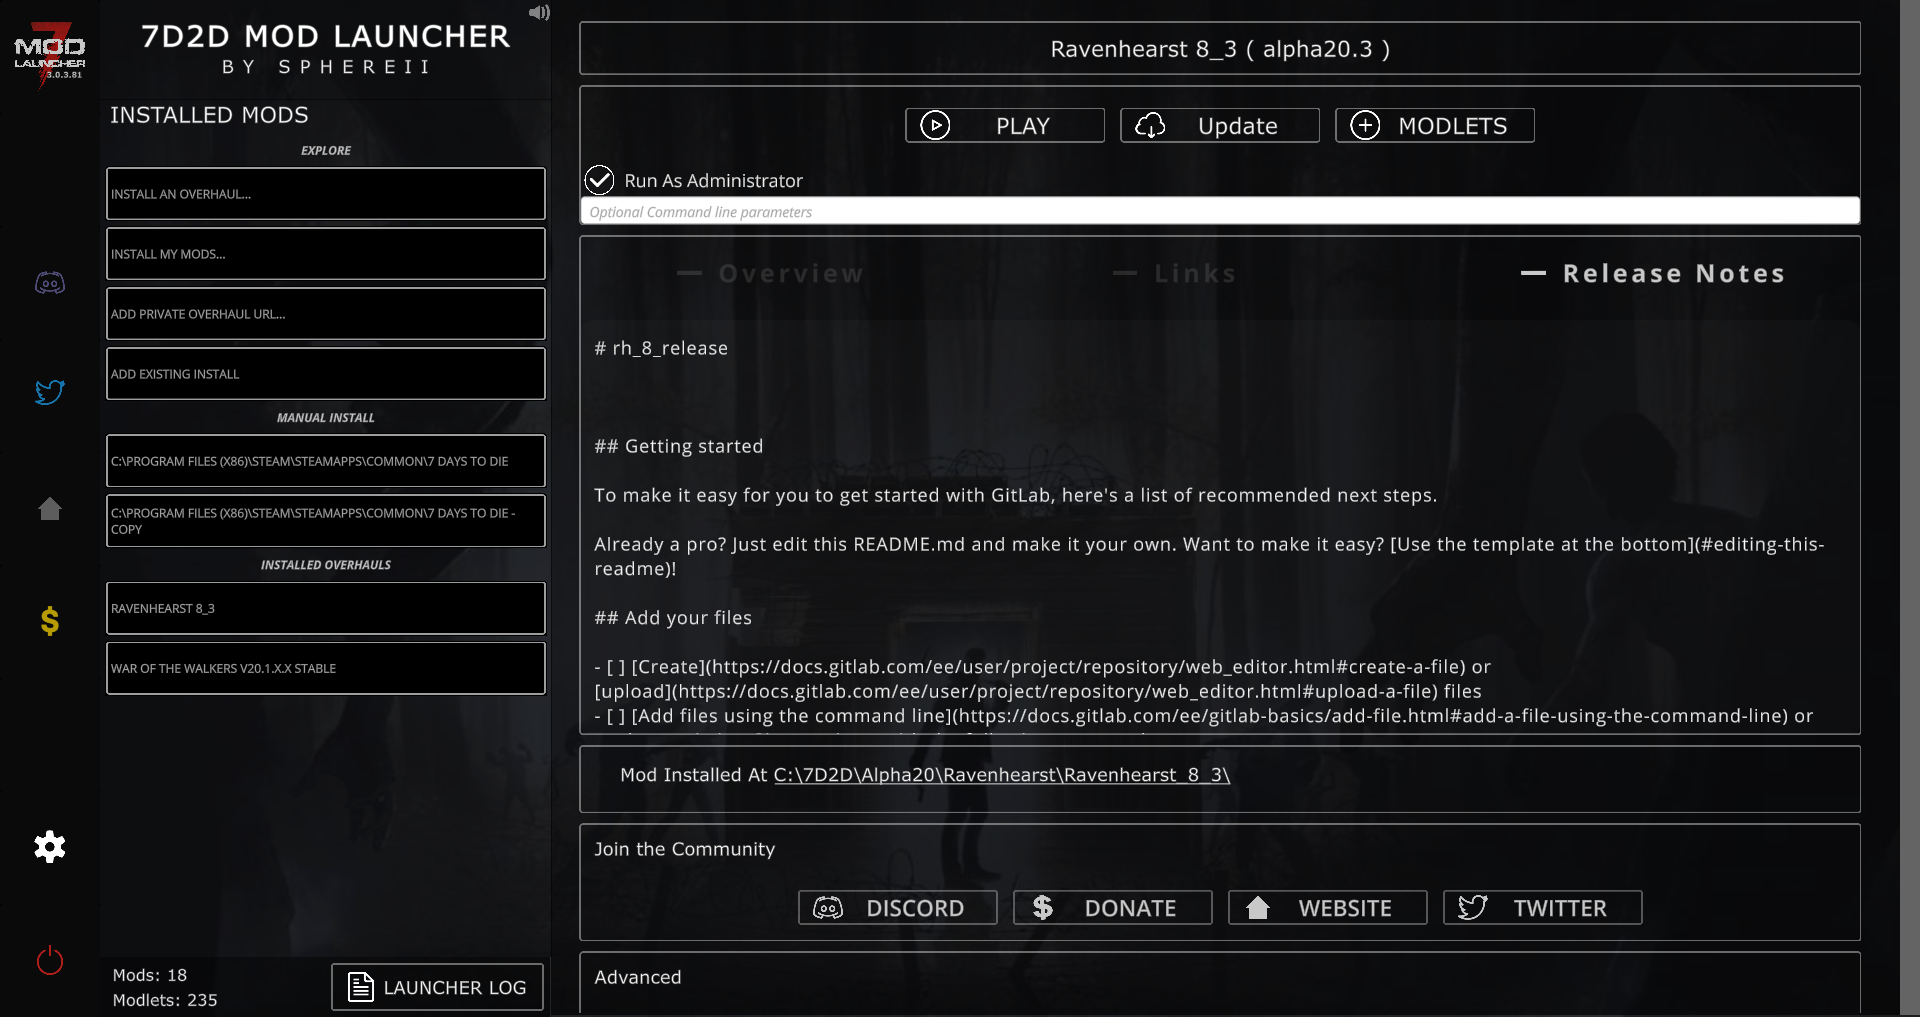 MOD
LAUNCHER
3.0.3.81
7D2D MOD LAUNCHER
BY SPHEREII
INSTALLED MODS
EXPLORE
INSTALL AN OVERHAUL...
INSTALL MY MODS...
ADD PRIVATE OVERHAUL URL...
ADD EXISTING INSTALL
MANUAL INSTALL
C:\PROGRAM FILES (X86)\STEAM\STEAMAPPS\COMMON\7 DAYS TO DIE
C:\PROGRAM FILES (X86)\STEAM\STEAMAPPS\COMMON\7 DAYS TO DIE -
COPY
INSTALLED OVERHAULS
RAVENHEARST 8_3
WAR OF THE WALKERS V20.1.X.X STABLE
Mods: 18
Modlets: 235
LAUNCHER LOG
Ravenhearst 8_3 ( alpha20.3 )
PLAY
Update
MODLETS
Run As Administrator
Optional Command line parameters
Overview
Links
Release Notes
# rh_8_release
## Getting started
To make it easy for you to get started with GitLab, here's a list of recommended next steps.
Already a pro? Just edit this README.md and make it your own. Want to make it easy? [Use the template at the bottom](#editing-this-
readme)!
## Add your files
- [ ] [Create](https://docs.gitlab.com/ee/user/project/repository/web_editor.html#create-a-file) or
[upload](https://docs.gitlab.com/ee/user/project/repository/web_editor.html#upload-a-file) files
- [ ] [Add files using the command line](https://docs.gitlab.com/ee/gitlab-basics/add-file.html#add-a-file-using-the-command-line) or
Mod Installed At C:\7D2D\Alpha20\Ravenhearst\Ravenhearst_8_3\
Join the Community
DISCORD
DONATE
WEBSITE
TWITTER
Advanced